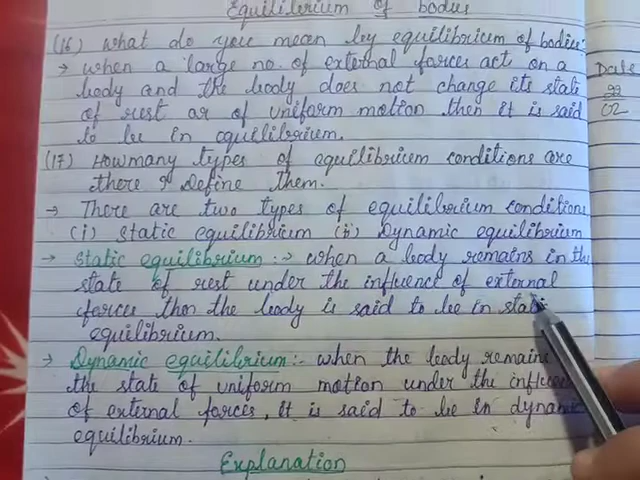 Equilibrium of bodies
(16) What do you mean by equilibrium of bodies.
→ when a large no. of external forces act on a
body and the body does not change its state
of rest or of uniform motion then it is said
to be in equilibrium.
Date
02
(17) How many types of equilibrium conditions are
there? Define them.
→ There are two types of equilibrium conditions
(i) Static equilibrium (ii) Dynamic equilibrium
→ Static equilibrium :- when a body remains in the
state of rest under the influence of external
forces then the body is said to be in static
equilibrium.
→ Dynamic equilibrium :- when the body remains
the state of uniform motion under the influence
of external forces, it is said to be in dynamic
equilibrium.
Explanation